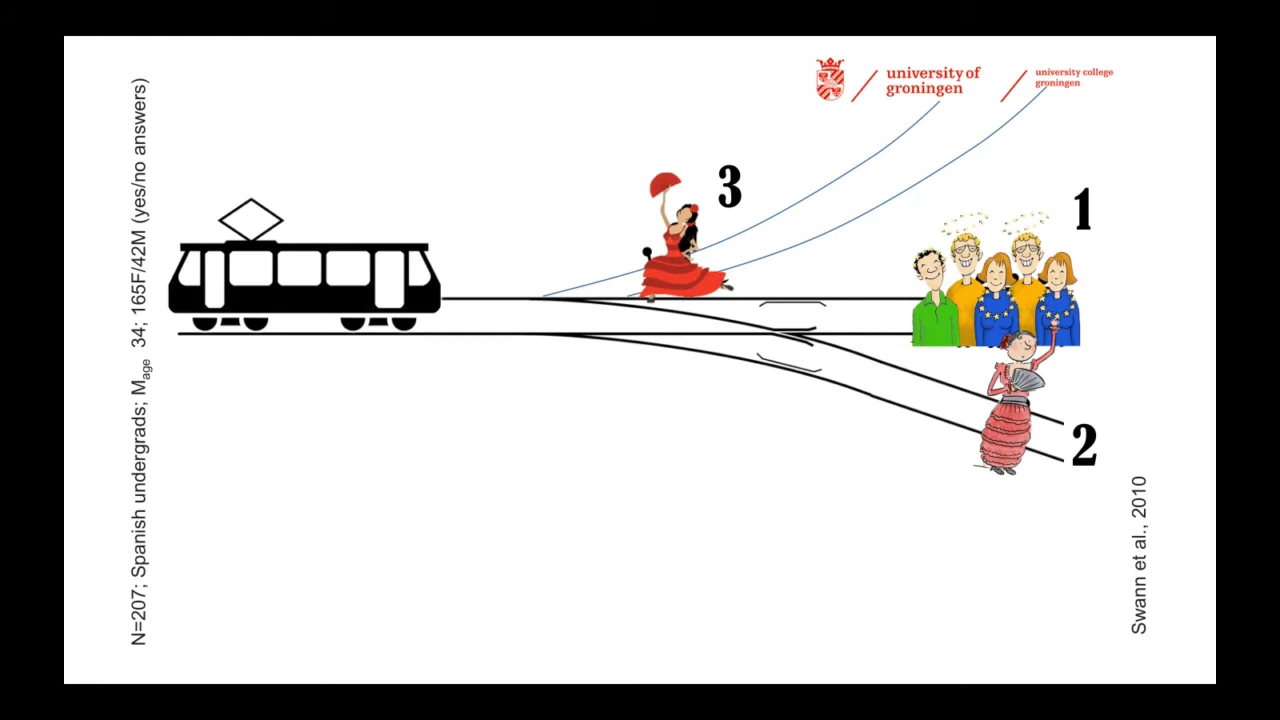 university of
groningen
university college
groningen
3
1
2
N=207; Spanish undergrads; Mage 34; 165F/42M (yes/no answers)
Swann et al., 2010